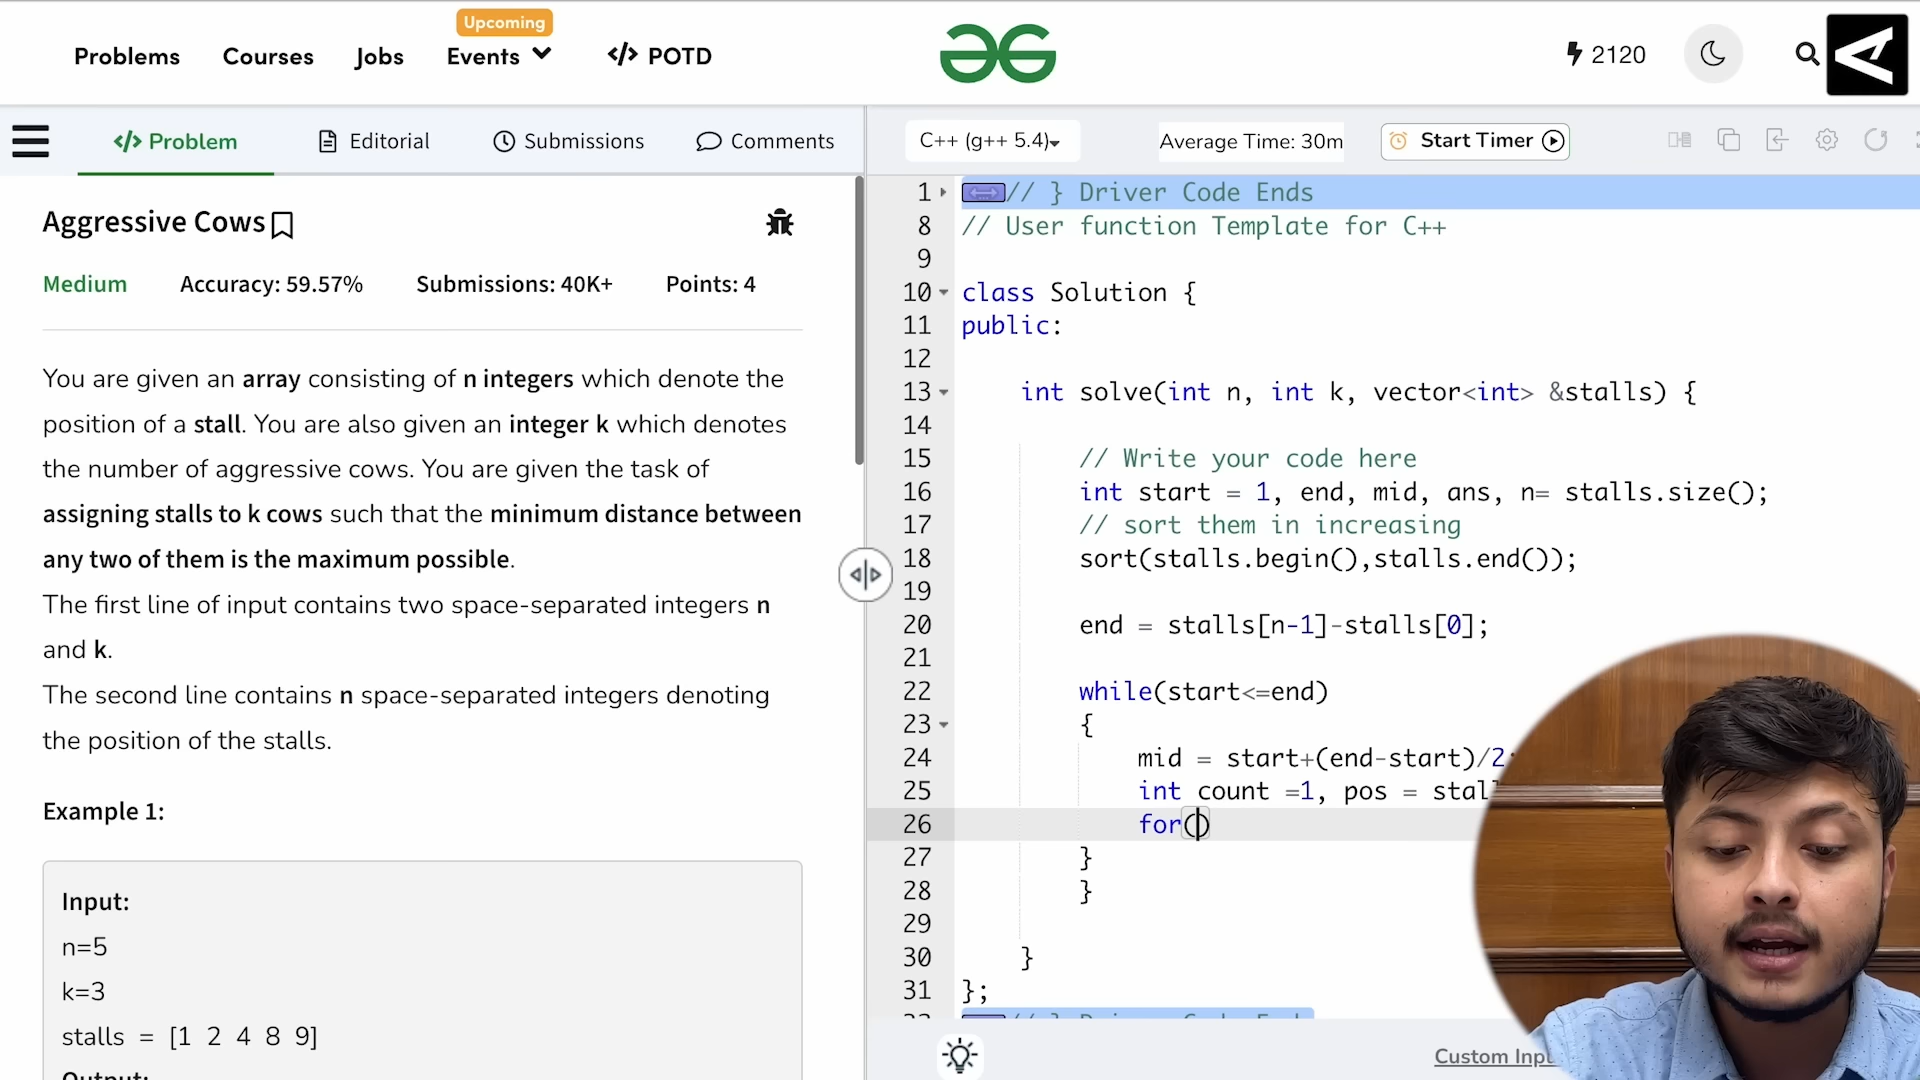 Upcoming
Problems Courses Jobs Events </> POTD
2120
</> Problem Editorial Submissions Comments
C++ (g++ 5.4) Average Time: 30m Start Timer
Aggressive Cows
Medium Accuracy: 59.57% Submissions: 40K+ Points: 4
You are given an array consisting of n integers which denote the
position of a stall. You are also given an integer k which denotes
the number of aggressive cows. You are given the task of
assigning stalls to k cows such that the minimum distance between
any two of them is the maximum possible.
The first line of input contains two space-separated integers n
and k.
The second line contains n space-separated integers denoting
the position of the stalls.
Example 1:
Input:
n=5
k=3
stalls = [1 2 4 8 9]
Output:
1 // } Driver Code Ends
8 // User function Template for C++
9
10 class Solution {
11 public:
12
13 int solve(int n, int k, vector<int> &stalls) {
14
15 // Write your code here
16 int start = 1, end, mid, ans, n= stalls.size();
17 // sort them in increasing
18 sort(stalls.begin(),stalls.end());
19
20 end = stalls[n-1]-stalls[0];
21
22 while(start<=end)
23 {
24 mid = start+(end-start)/2;
25 int count =1, pos = stal
26 for()
27 }
28 }
29
30 }
31 };
Custom Inp